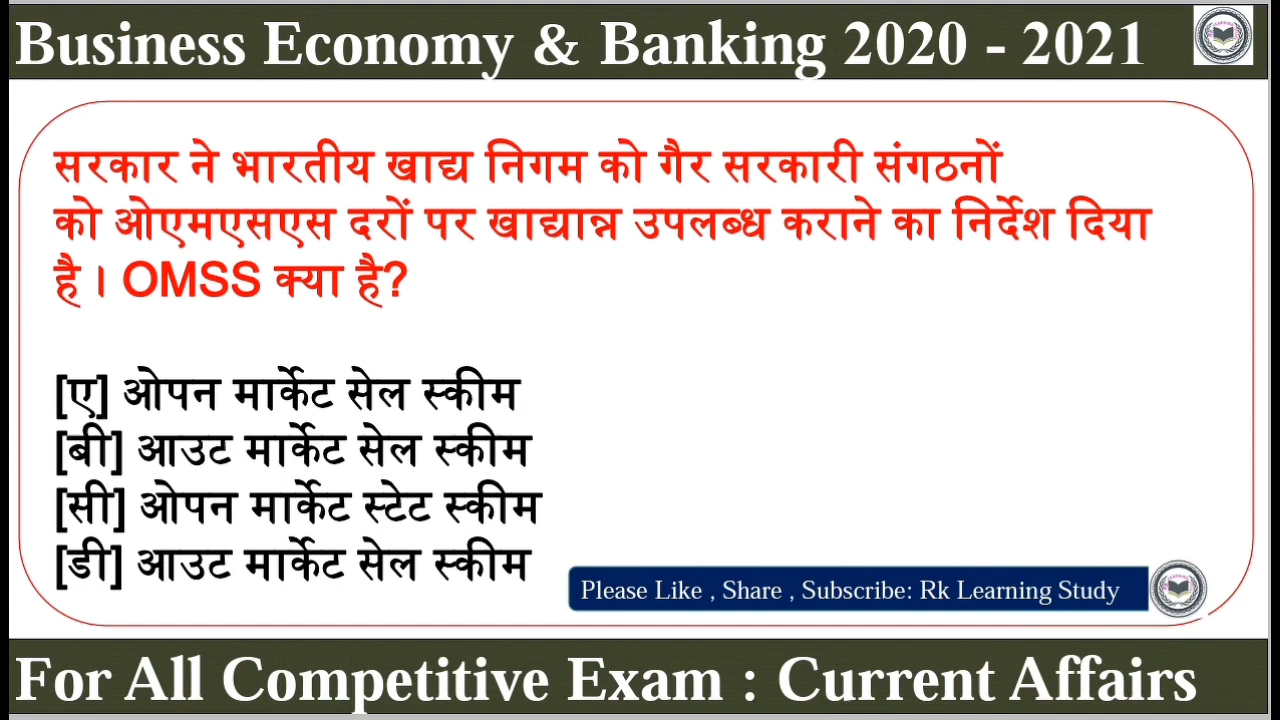 Business Economy & Banking 2020 - 2021
सरकार ने भारतीय खाद्य निगम को गैर सरकारी संगठनों
को ओएमएसएस दरों पर खाद्यान्न उपलब्ध कराने का निर्देश दिया
है । OMSS क्या है?
[ए] ओपन मार्केट सेल स्कीम
[बी] आउट मार्केट सेल स्कीम
[सी] ओपन मार्केट स्टेट स्कीम
[डी] आउट मार्केट सेल स्कीम
Please Like , Share , Subscribe: Rk Learning Study
For All Competitive Exam : Current Affairs